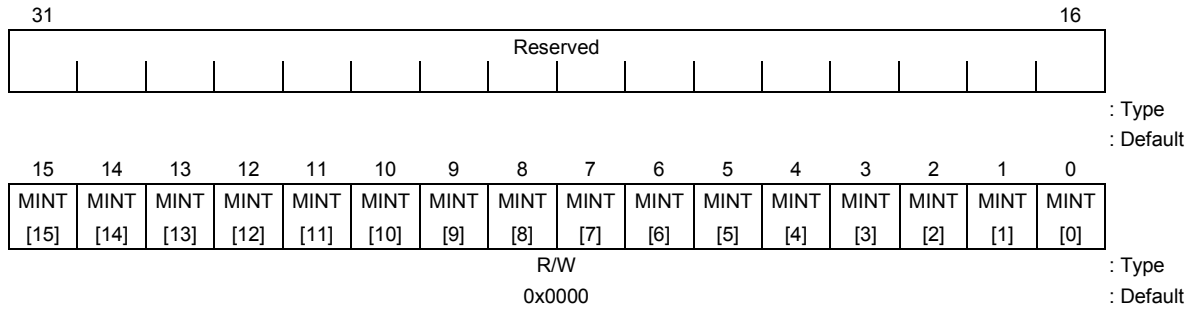 31 16
Reserved
: Type
: Default
15 14 13 12 11 10 9 8 7 6 5 4 3 2 1 0
MINT MINT MINT MINT MINT MINT MINT MINT MINT MINT MINT MINT MINT MINT MINT MINT
[15] [14] [13] [12] [11] [10] [9] [8] [7] [6] [5] [4] [3] [2] [1] [0]
R/W : Type
0x0000 : Default